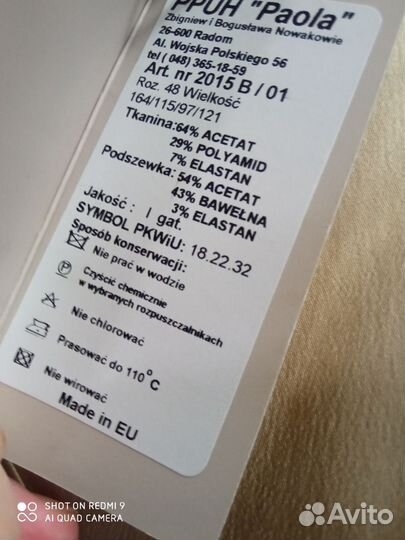 PPUH "Paola"
Zbigniew i Bogusława Nowakowie
26-600 Radom
Al. Wojska Polskiego 56
tel ( 048) 365-18-59
Art. nr 2015 B / 01
Roz. 48 Wielkość
164/115/97/121
Tkanina:64% ACETAT
29% POLYAMID
7% ELASTAN
Podszewka:54% ACETAT
43% BAWEŁNA
3% ELASTAN
Jakość : I gat.
SYMBOL PKWiU: 18.22.32
Sposób konserwacji:
Nie prać w wodzie
P Czyścić chemicznie
w wybranych rozpuszczalnikach
Nie chlorować
Prasować do 110°C
Nie wirować
Made in EU
SHOT ON REDMI 9
AI QUAD CAMERA
Avito